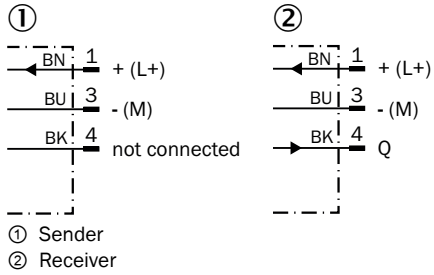 ① ②
BN 1 + (L+)
BU 3 - (M)
BK 4 not connected
BN 1 + (L+)
BU 3 - (M)
BK 4 Q
① Sender
② Receiver